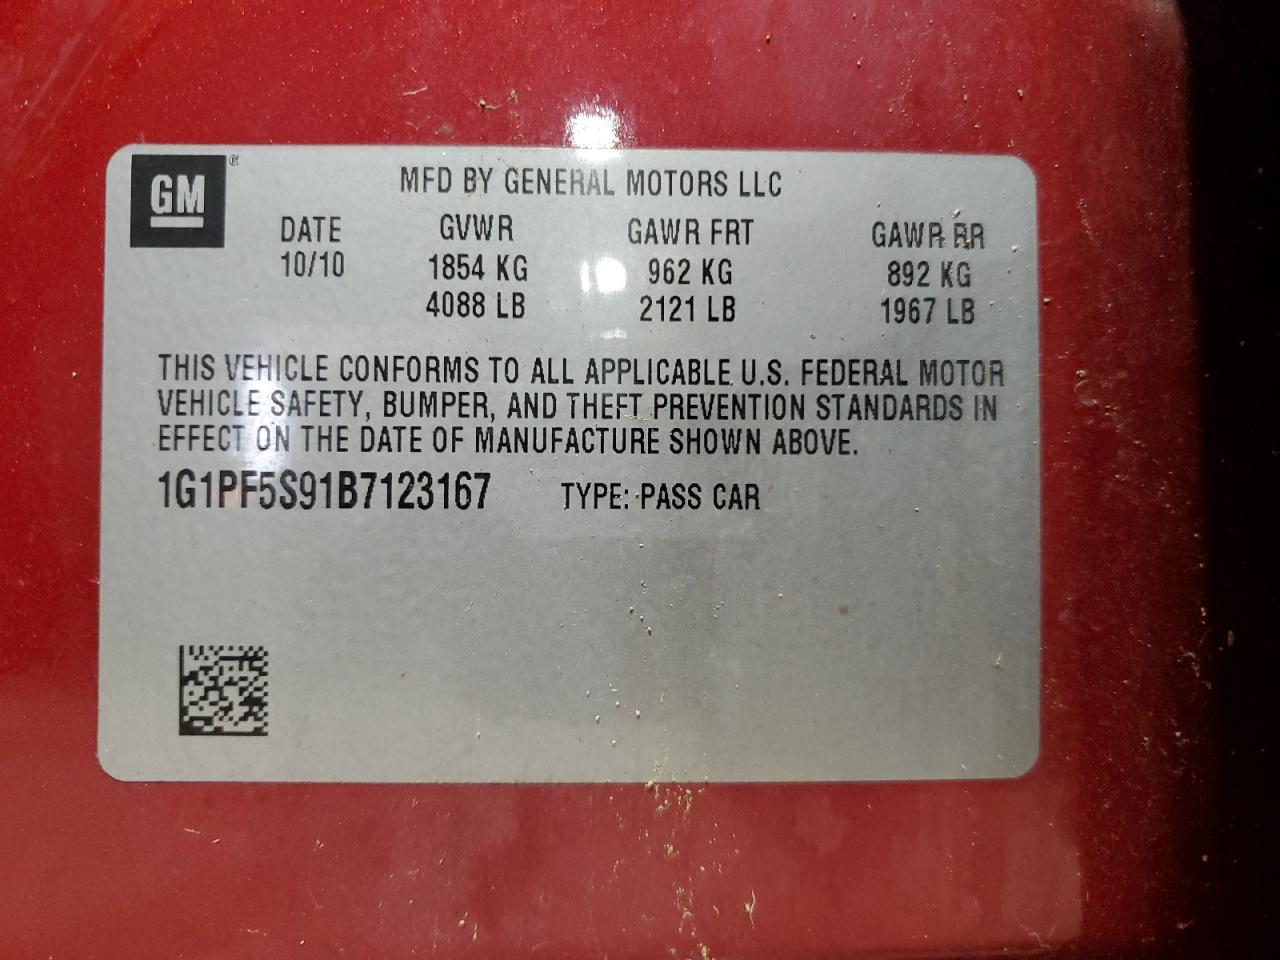 GM ®
MFD BY GENERAL MOTORS LLC
DATE GVWR GAWR FRT GAWR RR
10/10 1854 KG 962 KG 892 KG
4088 LB 2121 LB 1967 LB
THIS VEHICLE CONFORMS TO ALL APPLICABLE U.S. FEDERAL MOTOR
VEHICLE SAFETY, BUMPER, AND THEFT PREVENTION STANDARDS IN
EFFECT ON THE DATE OF MANUFACTURE SHOWN ABOVE.
1G1PF5S91B7123167 TYPE: PASS CAR